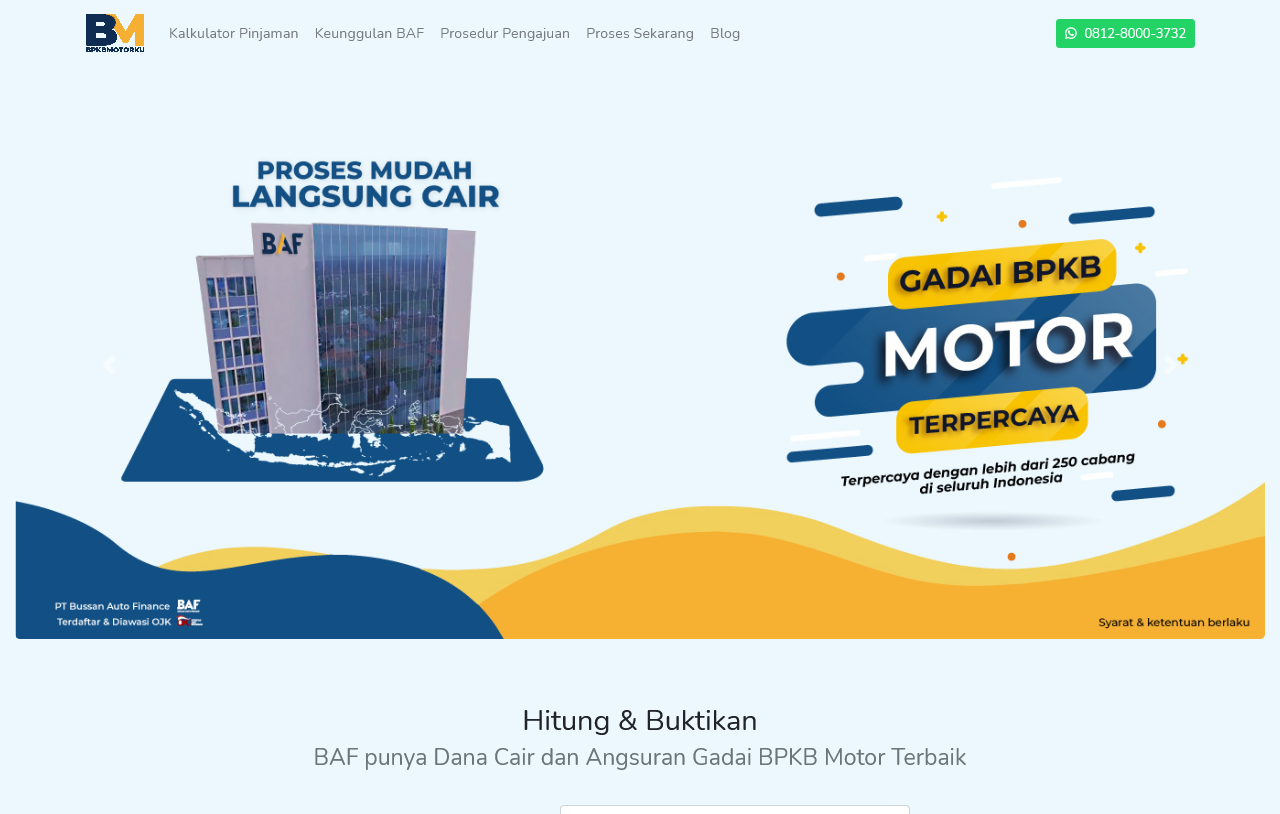 BM
BPKBMOTORKU
Kalkulator Pinjaman
Keunggulan BAF
Prosedur Pengajuan
Proses Sekarang
Blog
0812-8000-3732
PROSES MUDAH
LANGSUNG CAIR
BAF
GADAI BPKB
MOTOR
TERPERCAYA
Terpercaya dengan lebih dari 250 cabang
di seluruh Indonesia
PT Bussan Auto Finance BAF
Terdaftar & Diawasi OJK
Syarat & ketentuan berlaku
Hitung & Buktikan
BAF punya Dana Cair dan Angsuran Gadai BPKB Motor Terbaik